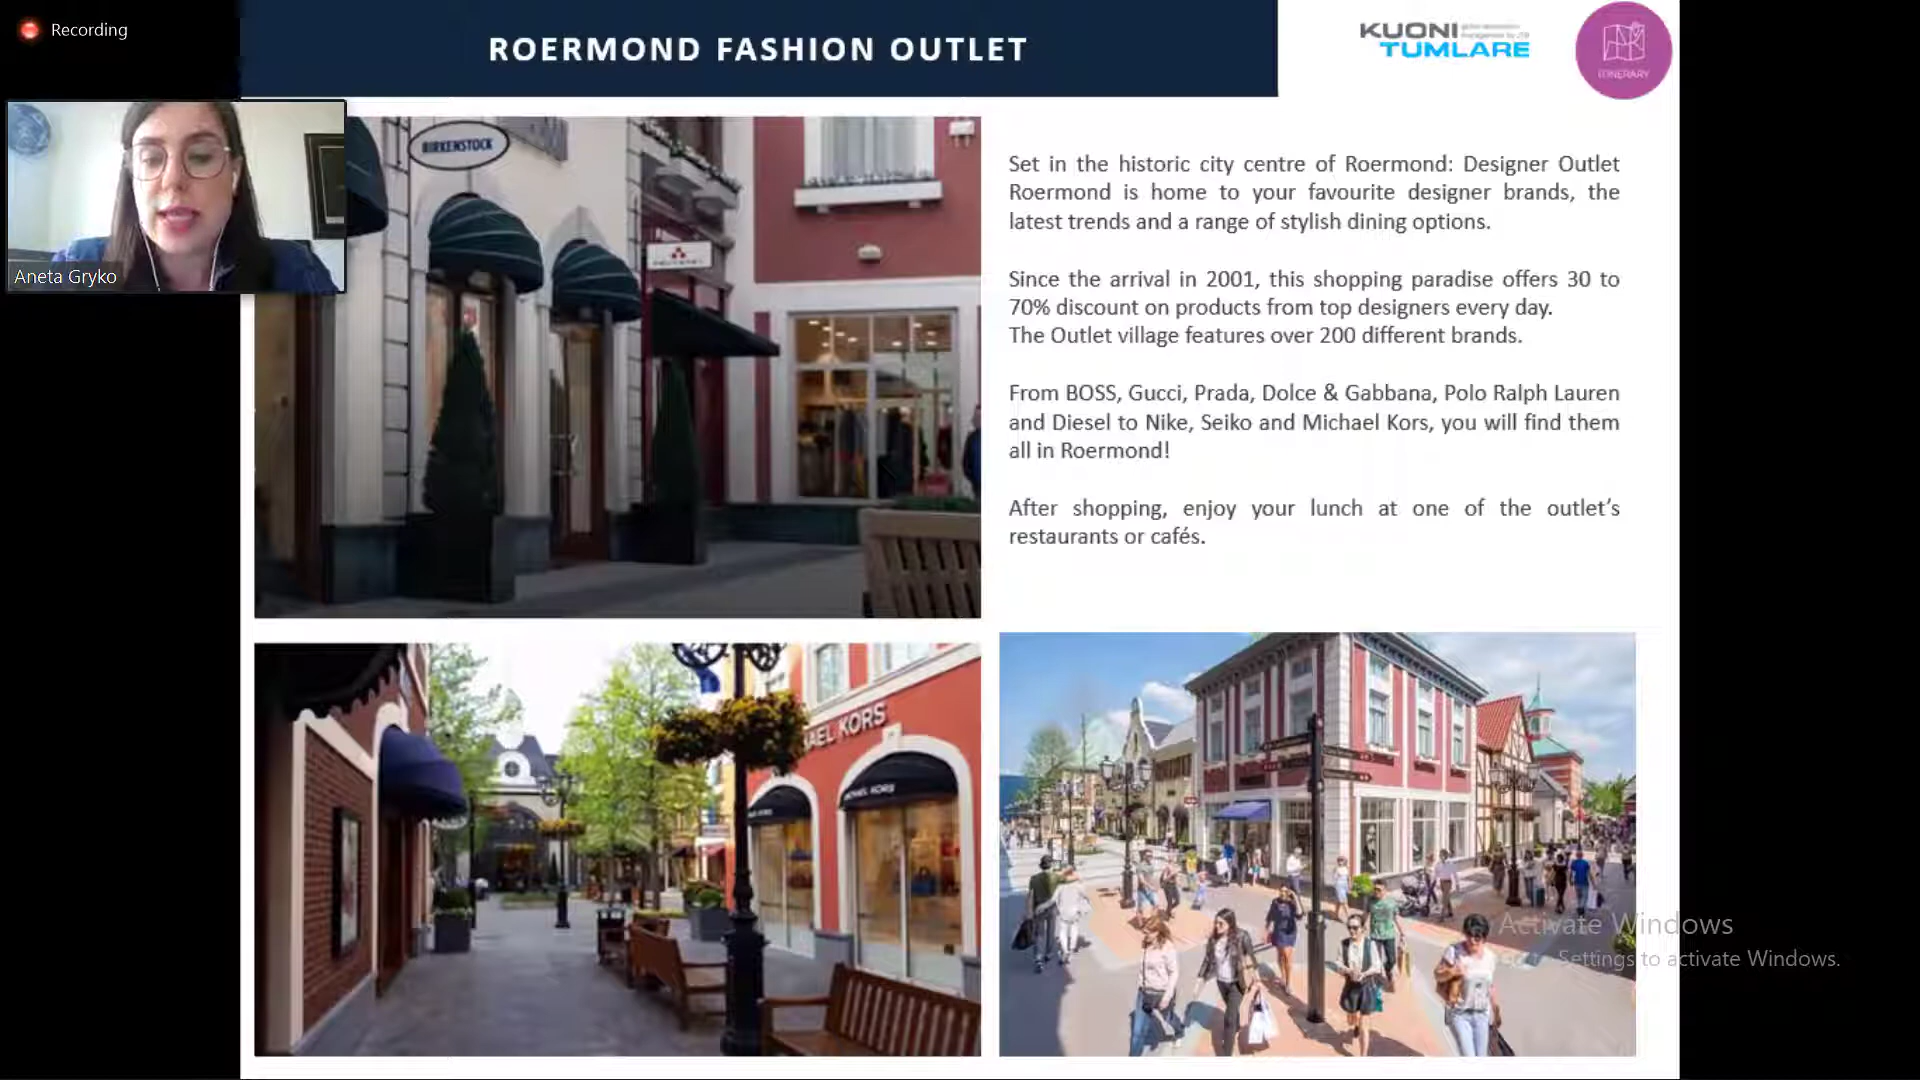 Recording
ROERMOND FASHION OUTLET
KUONI
TUMLARE
ITINERARY
Aneta Gryko
BIRKENSTOCK
Set in the historic city centre of Roermond: Designer Outlet
Roermond is home to your favourite designer brands, the
latest trends and a range of stylish dining options.
Since the arrival in 2001, this shopping paradise offers 30 to
70% discount on products from top designers every day.
The Outlet village features over 200 different brands.
From BOSS, Gucci, Prada, Dolce & Gabbana, Polo Ralph Lauren
and Diesel to Nike, Seiko and Michael Kors, you will find them
all in Roermond!
After shopping, enjoy your lunch at one of the outlet's
restaurants or cafés.
AEL KORS
MICHAEL KORS
Activate Windows
Settings to activate Windows.